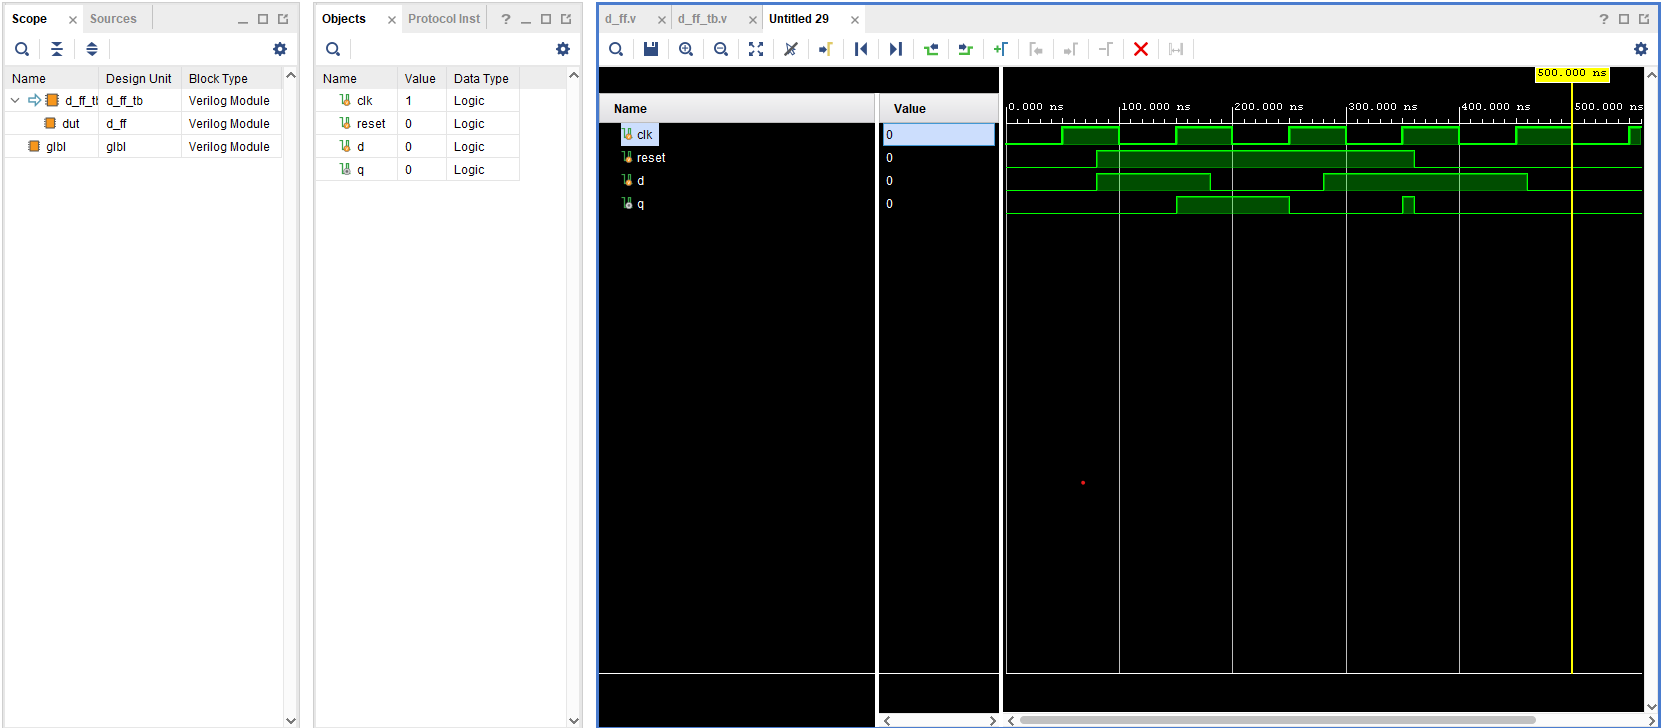 Scope
Sources
Name Design Unit Block Type
d_ff_tb d_ff_tb Verilog Module
dut d_ff Verilog Module
glbl glbl Verilog Module
Objects Protocol Inst
Name Value Data Type
clk 1 Logic
reset 0 Logic
d 0 Logic
q 0 Logic
d_ff.v d_ff_tb.v Untitled 29
500.000 ns
Name Value
0.000 ns 100.000 ns 200.000 ns 300.000 ns 400.000 ns 500.000 ns
clk 0
reset 0
d 0
q 0